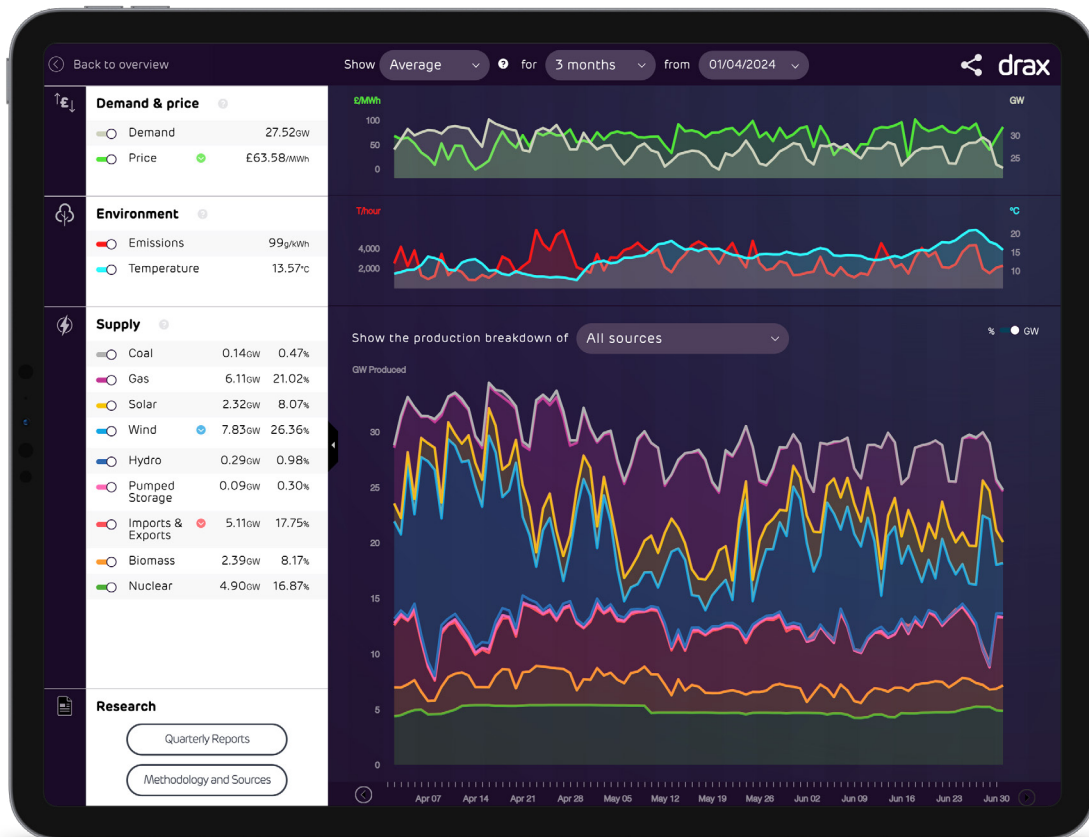 Back to overview
Show Average ? for 3 months from 01/04/2024
drax
↑£↓
Demand & price ?
Demand 27.52GW
Price £63.58/MWh
Environment ?
Emissions 99g/kWh
Temperature 13.57°C
Supply ?
Coal 0.14GW 0.47%
Gas 6.11GW 21.02%
Solar 2.32GW 8.07%
Wind 7.83GW 26.36%
Hydro 0.29GW 0.98%
Pumped
Storage 0.09GW 0.30%
Imports &
Exports 5.11GW 17.75%
Biomass 2.39GW 8.17%
Nuclear 4.90GW 16.87%
Research
Quarterly Reports
Methodology and Sources
£/MWh GW
100
50
0
30
25
T/hour °C
4,000
2,000
20
15
10
Show the production breakdown of All sources
% GW
GW Produced
30
25
20
15
10
5
0
Apr 07 Apr 14 Apr 21 Apr 28 May 05 May 12 May 19 May 26 Jun 02 Jun 09 Jun 16 Jun 23 Jun 30